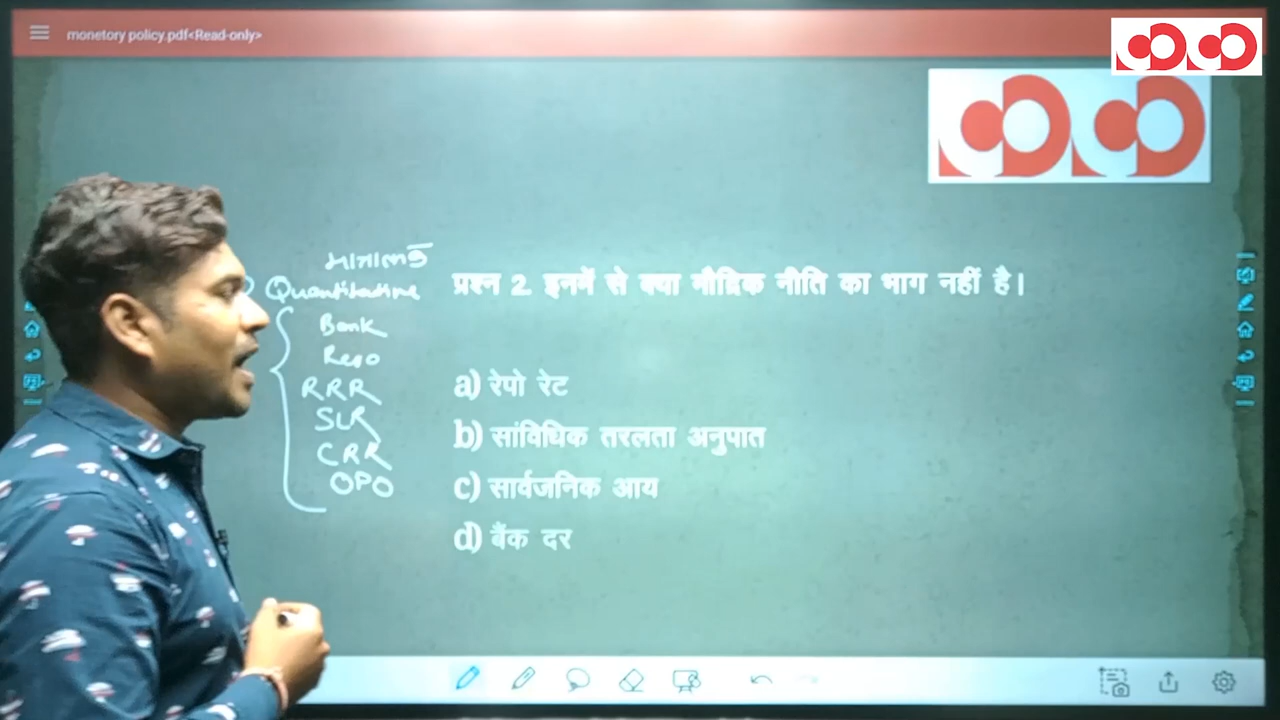 monetory policy.pdf<Read-only>
मात्रात्मक
Quantitative
Bank
Repo
RRR
SLR
CRR
OPO
प्रश्न 2. इनमें से क्या मौद्रिक नीति का भाग नहीं है।
a) रेपो रेट
b) सांविधिक तरलता अनुपात
c) सार्वजनिक आय
d) बैंक दर